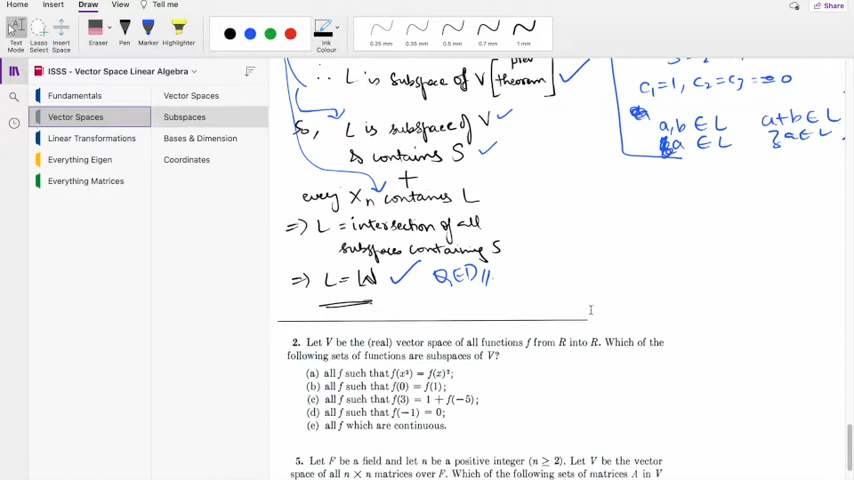 Home Insert Draw View Tell me
Share
Text Mode
Lasso Select
Insert Space
Eraser
Pen
Marker
Highlighter
Ink Colour
0.25 mm
0.35 mm
0.5 mm
0.7 mm
1 mm
ISSS - Vector Space Linear Algebra
Fundamentals
Vector Spaces
Linear Transformations
Everything Eigen
Everything Matrices
Vector Spaces
Subspaces
Bases & Dimension
Coordinates
prev
∴ L is subspace of V [theorem]
So, L is subspace of V
& contains S
+
every Xn contains L
=> L = intersection of all
subspaces containing S
=> L = W QED //
c₁=1, c₂=c₃ = 0
a, b ∈ L a+b ∈ L
a ∈ L ξa ∈ L
2. Let V be the (real) vector space of all functions f from R into R. Which of the
following sets of functions are subspaces of V?
(a) all f such that f(x²) = f(x)²;
(b) all f such that f(0) = f(1);
(c) all f such that f(3) = 1 + f(−5);
(d) all f such that f(−1) = 0;
(e) all f which are continuous.
5. Let F be a field and let n be a positive integer (n ≥ 2). Let V be the vector
space of all n × n matrices over F. Which of the following sets of matrices A in V